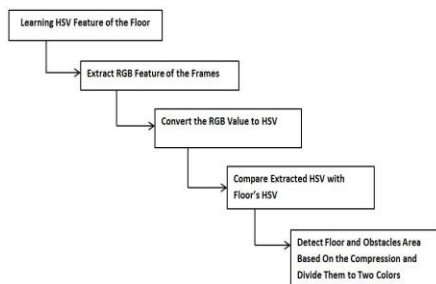 Learning HSV Feature of the Floor
Extract RGB Feature of the Frames
Convert the RGB Value to HSV
Compare Extracted HSV with
Floor's HSV
Detect Floor and Obstacles Area
Based On the Compression and
Divide Them to Two Colors